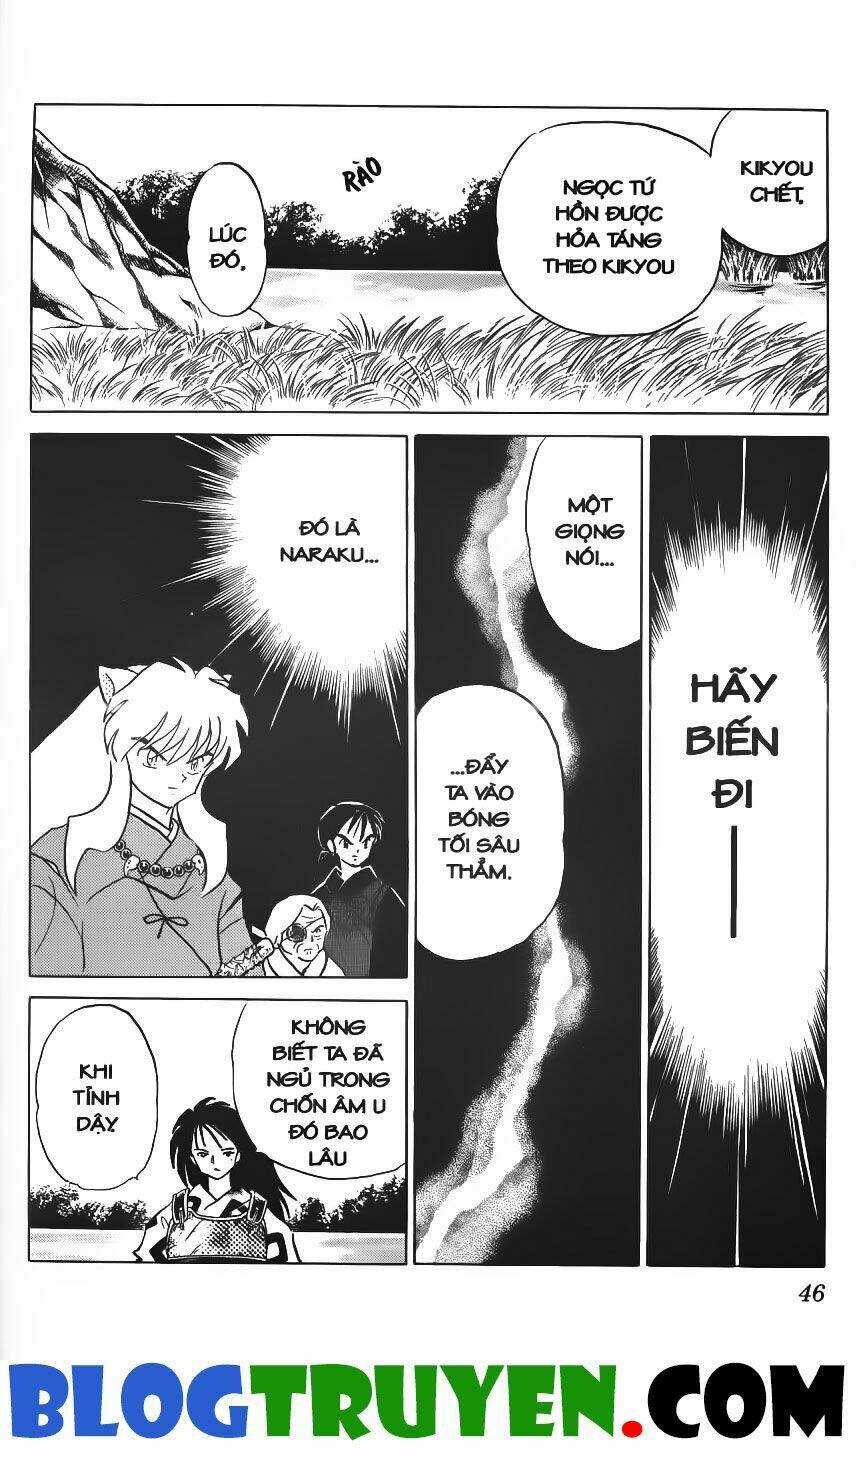 KIKYOU
CHẾT,
NGỌC TỨ
HỒN ĐƯỢC
HỎA TÁNG
THEO KIKYOU
RÀO
LÚC
ĐÓ,
HÃY
BIẾN
ĐI
MỘT
GIỌNG
NÓI...
...ĐẨY
TA VÀO
BÓNG
TỐI SÂU
THẲM.
ĐÓ LÀ
NARAKU...
KHÔNG
BIẾT TA ĐÃ
NGỦ TRONG
CHỐN ÂM U
ĐÓ BAO
LÂU
KHI
TỈNH
DẬY.
46
BLOGTRUYEN.COM